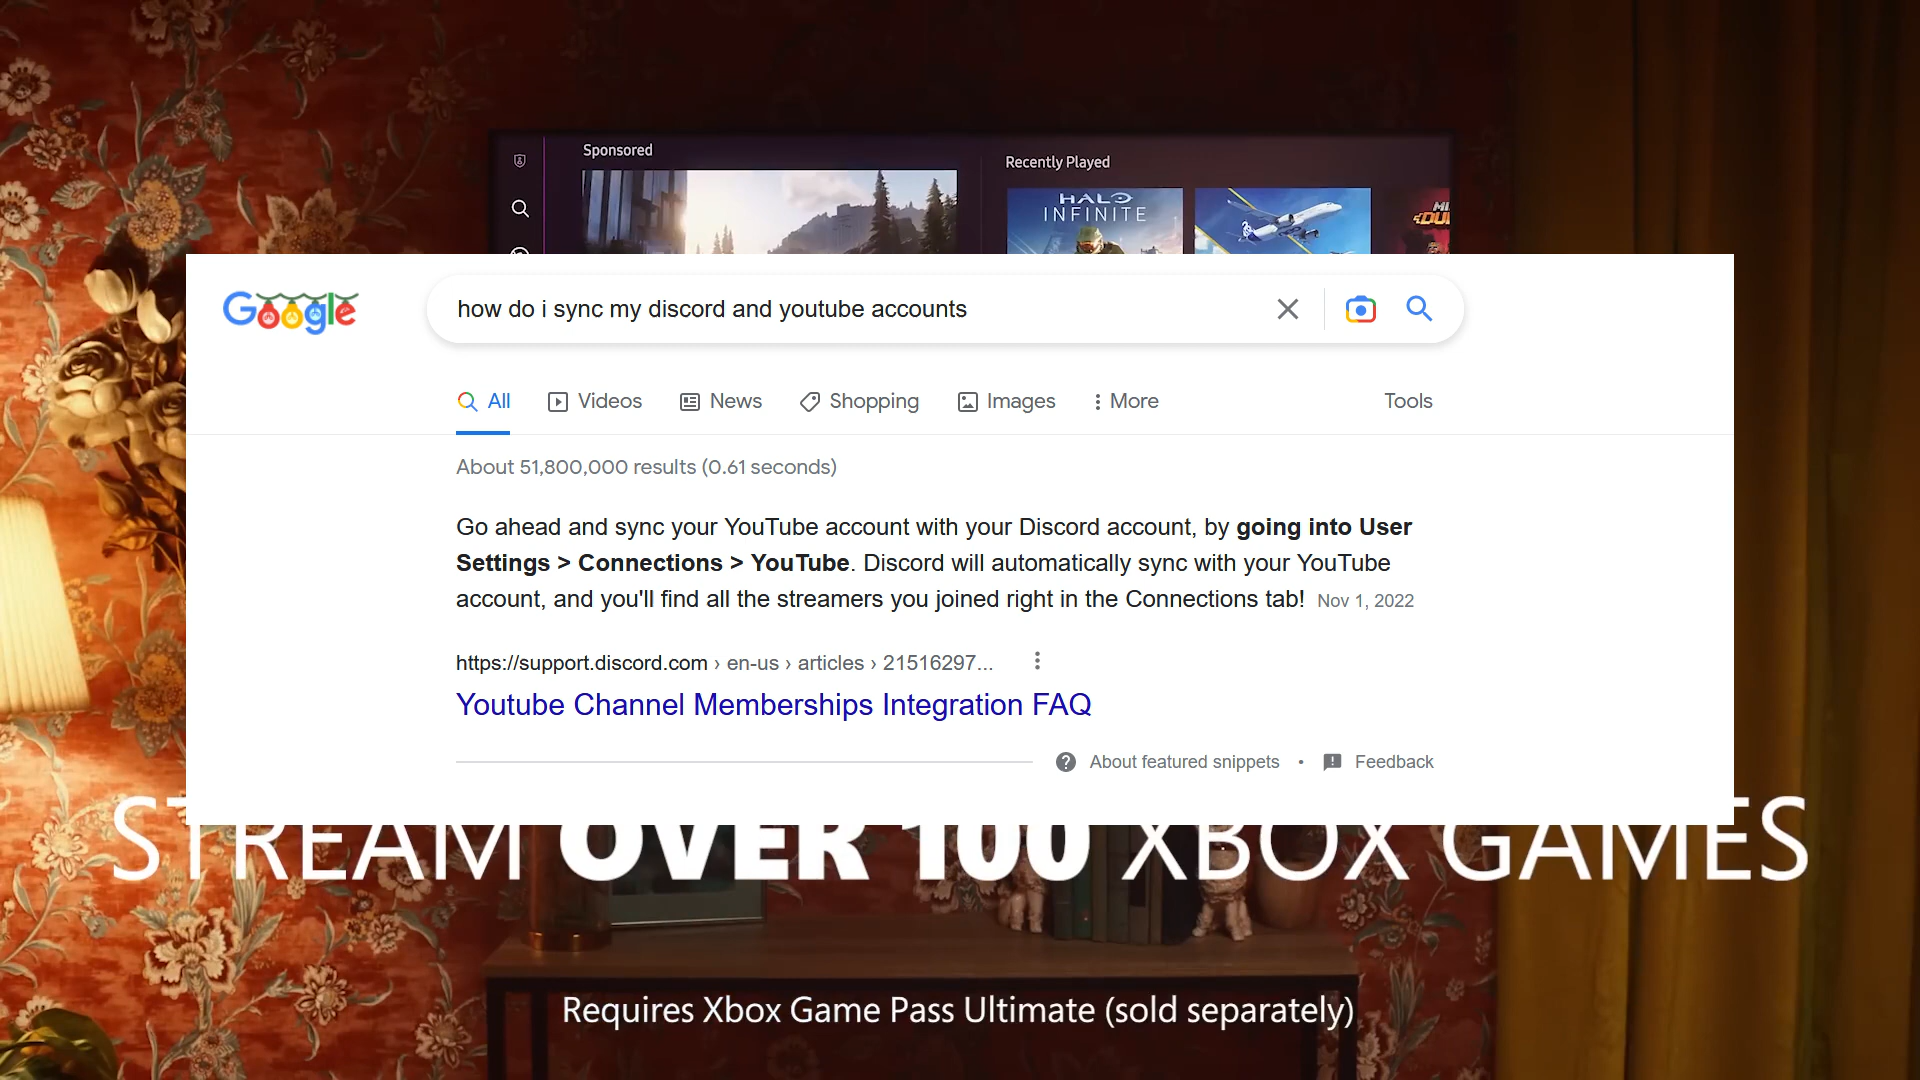 Sponsored
Recently Played
HALO
INFINITE
Google
how do i sync my discord and youtube accounts
All
Videos
News
Shopping
Images
More
Tools
About 51,800,000 results (0.61 seconds)
Go ahead and sync your YouTube account with your Discord account, by going into User
Settings > Connections > YouTube. Discord will automatically sync with your YouTube
account, and you'll find all the streamers you joined right in the Connections tab! Nov 1, 2022
https://support.discord.com › en-us › articles › 21516297...
Youtube Channel Memberships Integration FAQ
About featured snippets • Feedback
STREAM OVER 100 XBOX GAMES
Requires Xbox Game Pass Ultimate (sold separately)